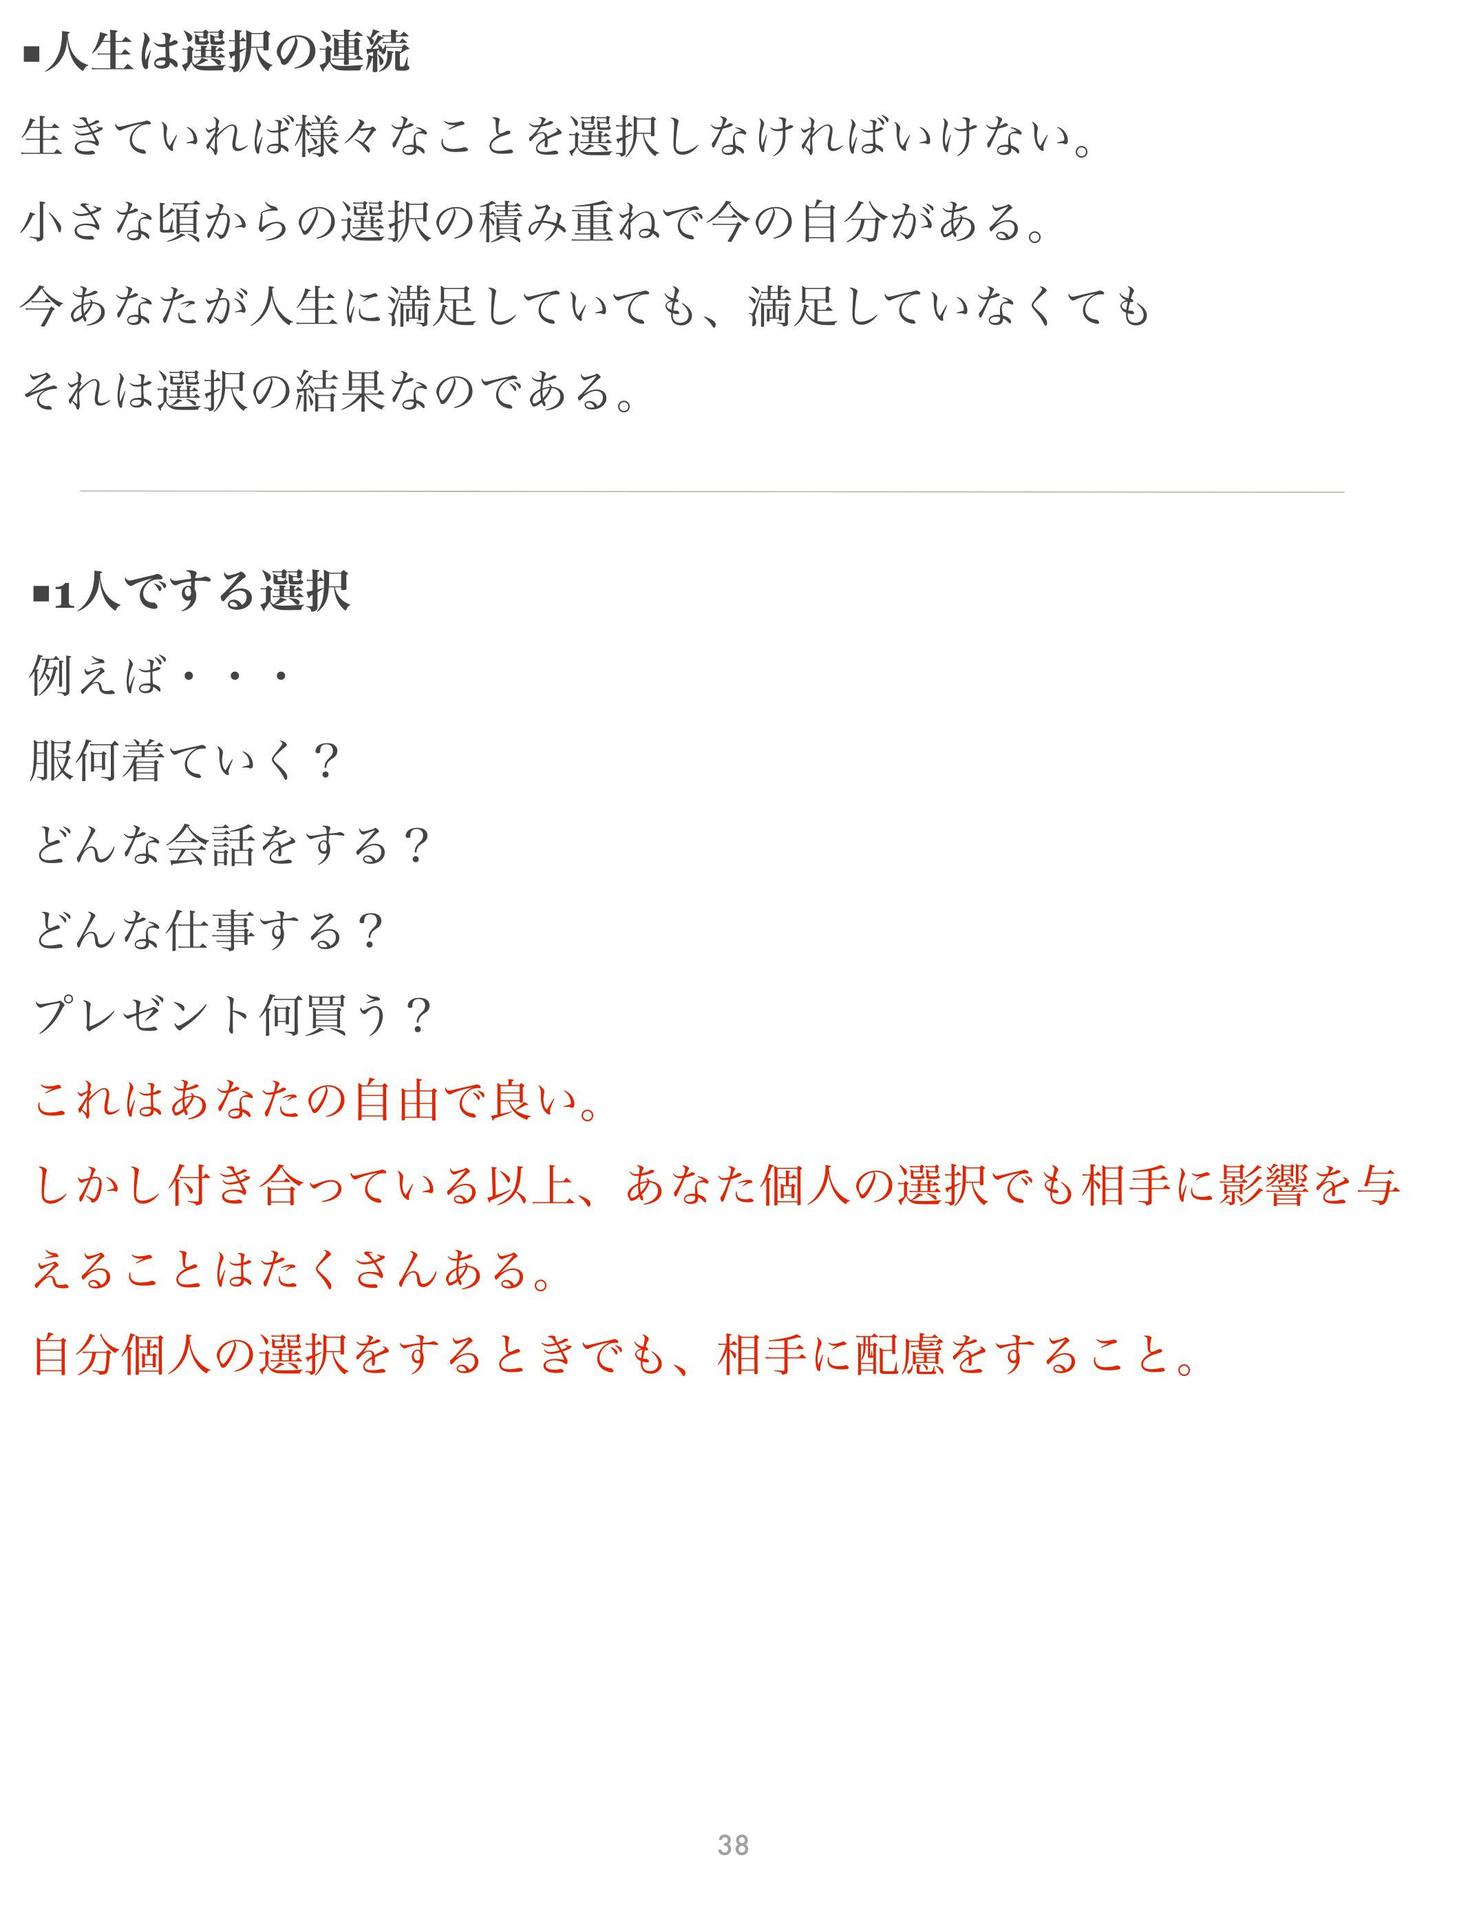 ▪人生は選択の連続
生きていれば様々なことを選択しなければいけない。
小さな頃からの選択の積み重ねで今の自分がある。
今あなたが人生に満足していても、満足していなくても
それは選択の結果なのである。
▪1人でする選択
例えば・・・
服何着ていく？
どんな会話をする？
どんな仕事する？
プレゼント何買う？
これはあなたの自由で良い。
しかし付き合っている以上、あなた個人の選択でも相手に影響を与
えることはたくさんある。
自分個人の選択をするときでも、相手に配慮をすること。
38